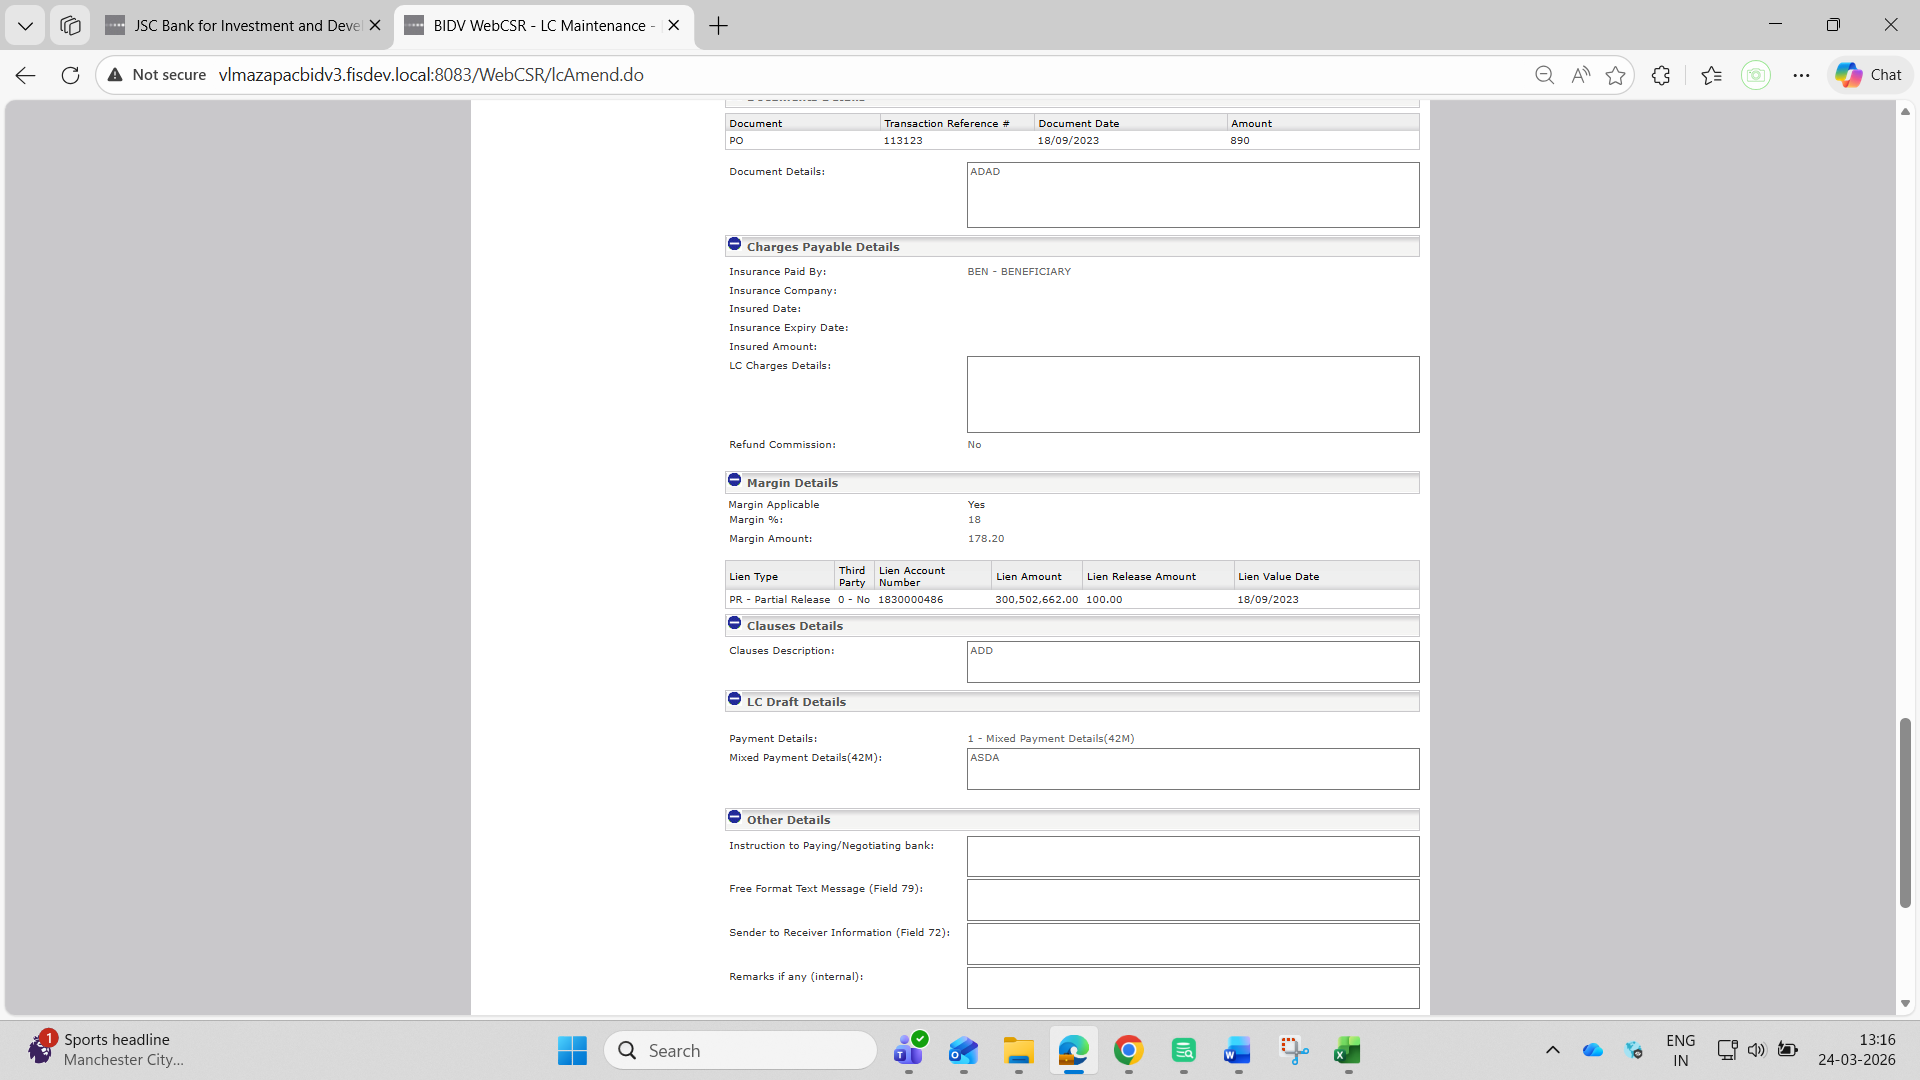 JSC Bank for Investment and Deve
BIDV WebCSR - LC Maintenance -
Not secure
vlmazapacbidv3.fisdev.local:8083/WebCSR/lcAmend.do
Chat
Document Transaction Reference # Document Date Amount
PO 113123 18/09/2023 890
Document Details: ADAD
Charges Payable Details
Insurance Paid By: BEN - BENEFICIARY
Insurance Company:
Insured Date:
Insurance Expiry Date:
Insured Amount:
LC Charges Details:
Refund Commission: No
Margin Details
Margin Applicable Yes
Margin %: 18
Margin Amount: 178.20
Lien Type Third Party Lien Account Number Lien Amount Lien Release Amount Lien Value Date
PR - Partial Release 0 - No 1830000486 300,502,662.00 100.00 18/09/2023
Clauses Details
Clauses Description: ADD
LC Draft Details
Payment Details: 1 - Mixed Payment Details(42M)
Mixed Payment Details(42M): ASDA
Other Details
Instruction to Paying/Negotiating bank:
Free Format Text Message (Field 79):
Sender to Receiver Information (Field 72):
Remarks if any (internal):
1
Sports headline
Manchester City...
Search
ENG
IN
13:16
24-03-2026